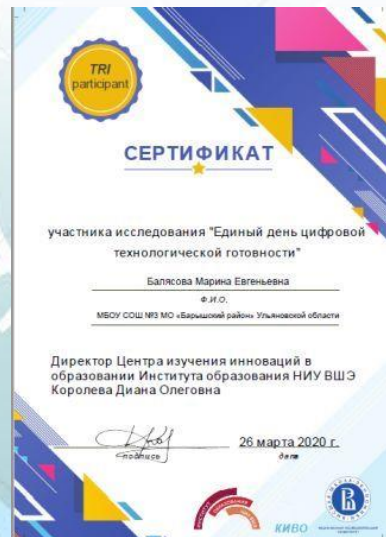 TRI
participant
СЕРТИФИКАТ
участника исследования "Единый день цифровой
технологической готовности"
Балясова Марина Евгеньевна
Ф.И.О.
МБОУ СОШ №3 МО «Барышский район» Ульяновской области
Директор Центра изучения инноваций в
образовании Института образования НИУ ВШЭ
Королева Диана Олеговна
26 марта 2020 г.
подпись
дата
ИНСТИТУТ ОБРАЗОВАНИЯ
КИВО